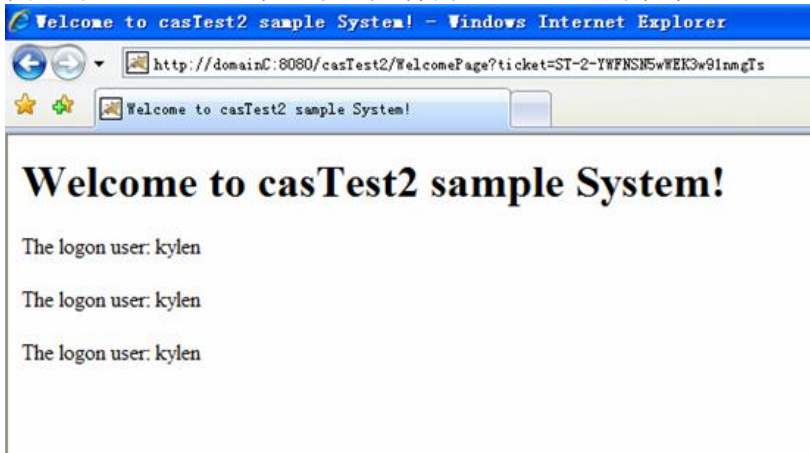 Welcome to casTest2 sample System! - Windows Internet Explorer
http://domainC:8080/casTest2/WelcomePage?ticket=ST-2-YWFNSN5wWEK3w91nmgTs
Welcome to casTest2 sample System!
Welcome to casTest2 sample System!
The logon user: kylen
The logon user: kylen
The logon user: kylen